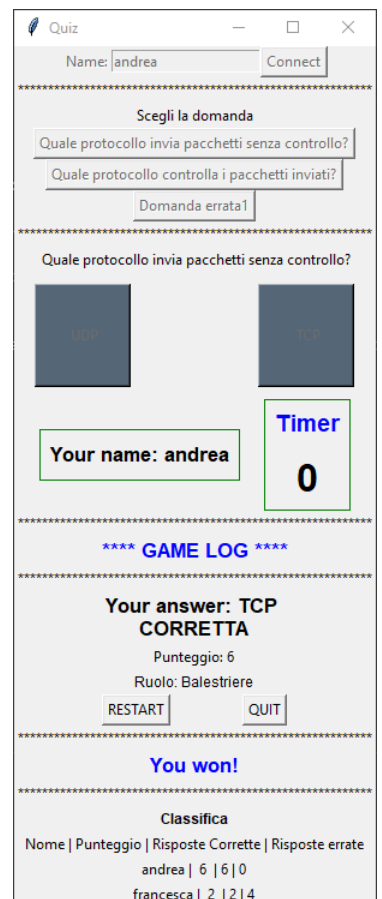 Quiz
Name: andrea Connect
****************************************************************
Scegli la domanda
Quale protocollo invia pacchetti senza controllo?
Quale protocollo controlla i pacchetti inviati?
Domanda errata1
****************************************************************
Quale protocollo invia pacchetti senza controllo?
UDP TCP
Your name: andrea
Timer
0
****************************************************************
**** GAME LOG ****
****************************************************************
Your answer: TCP
CORRETTA
Punteggio: 6
Ruolo: Balestriere
RESTART QUIT
****************************************************************
You won!
****************************************************************
Classifica
Nome | Punteggio | Risposte Corrette | Risposte errate
andrea | 6 | 6 | 0
francesca | 2 | 2 | 4